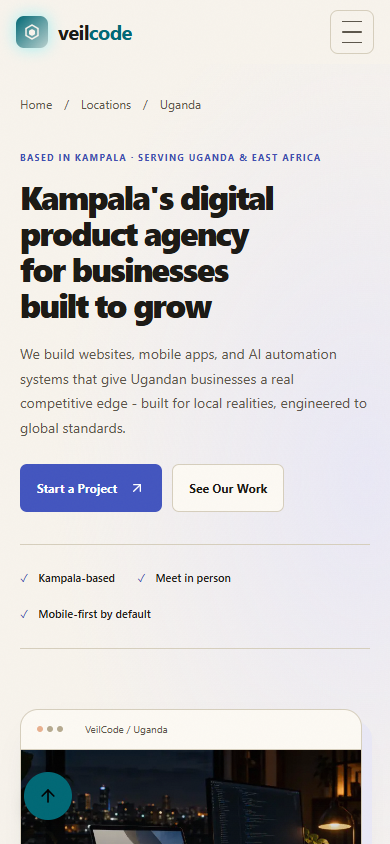 veilcode
Home / Locations / Uganda
BASED IN KAMPALA · SERVING UGANDA & EAST AFRICA
Kampala's digital
product agency
for businesses
built to grow
We build websites, mobile apps, and AI automation
systems that give Ugandan businesses a real
competitive edge - built for local realities, engineered to
global standards.
Start a Project
See Our Work
✓ Kampala-based ✓ Meet in person
✓ Mobile-first by default
VeilCode / Uganda